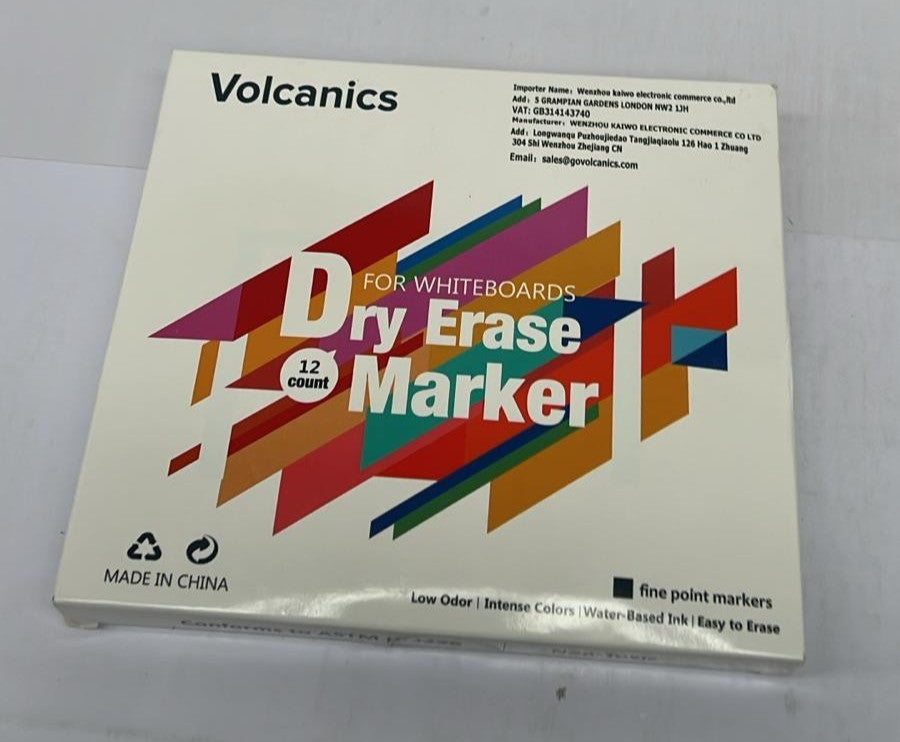 Volcanics
Importer Name: Wenzhou kaiwo electronic commerce co.,ltd
Add: 5 GRAMPIAN GARDENS LONDON NW2 1JH
VAT: GB314143740
Manufacturer: WENZHOU KAIWO ELECTRONIC COMMERCE CO LTD
Add: Longwanqu Puzhoujiedao Tangjiaqiaolu 126 Hao 1 Zhuang
304 Shi Wenzhou Zhejiang CN
Email: sales@govolcanics.com
FOR WHITEBOARDS
Dry Erase
12
count
Marker
MADE IN CHINA
fine point markers
Low Odor | Intense Colors | Water-Based Ink | Easy to Erase
Conforms to ASTM